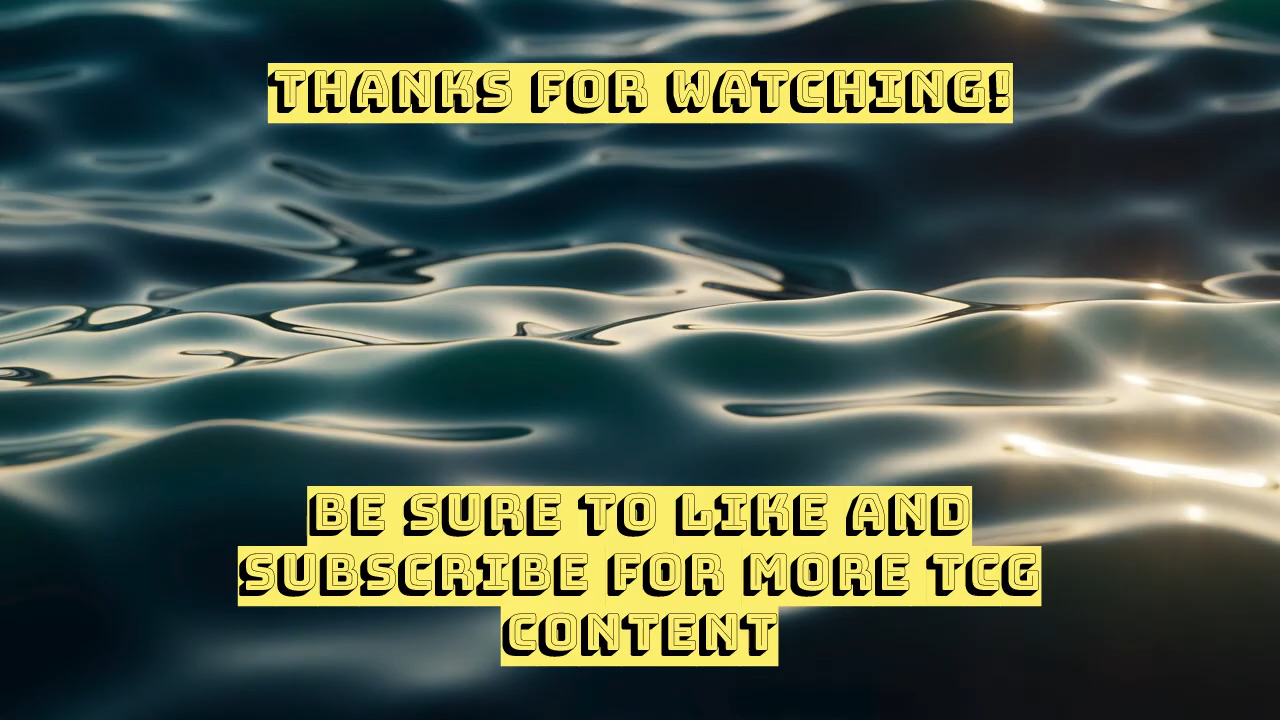 THANKS FOR WATCHING!
BE SURE TO LIKE AND
SUBSCRIBE FOR MORE TCG
CONTENT